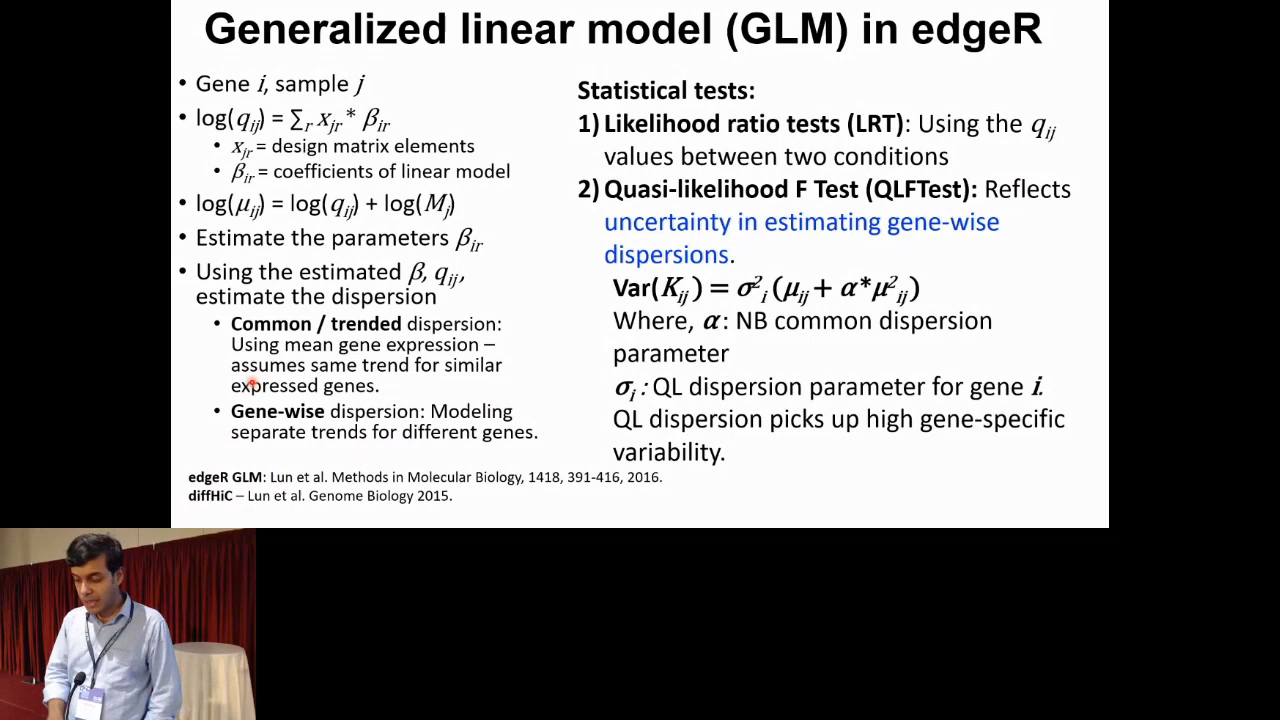 Generalized linear model (GLM) in edgeR
• Gene i, sample j
• log(qij) = ∑r xjr * βir
• xjr = design matrix elements
• βir = coefficients of linear model
• log(μij) = log(qij) + log(Mj)
• Estimate the parameters βir
• Using the estimated β, qij,
estimate the dispersion
• Common / trended dispersion:
Using mean gene expression –
assumes same trend for similar
expressed genes.
• Gene-wise dispersion: Modeling
separate trends for different genes.
Statistical tests:
1) Likelihood ratio tests (LRT): Using the qij
values between two conditions
2) Quasi-likelihood F Test (QLFTest): Reflects
uncertainty in estimating gene-wise
dispersions.
Var(Kij) = σ²i (μij + α*μ²ij)
Where, α: NB common dispersion
parameter
σi : QL dispersion parameter for gene i.
QL dispersion picks up high gene-specific
variability.
edgeR GLM: Lun et al. Methods in Molecular Biology, 1418, 391-416, 2016.
diffHiC – Lun et al. Genome Biology 2015.